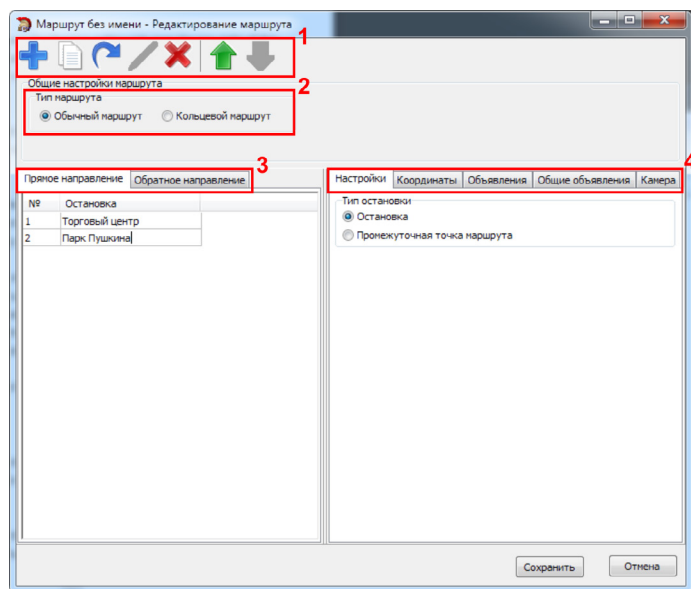 Маршрут без имени - Редактирование маршрута
1
Общие настройки маршрута
2
Тип маршрута
Обычный маршрут Кольцевой маршрут
3
4
Прямое направление Обратное направление
Настройки Координаты Объявления Общие объявления Камера
№ Остановка
1 Торговый центр
2 Парк Пушкина
Тип остановки
Остановка
Промежуточная точка маршрута
Сохранить Отмена